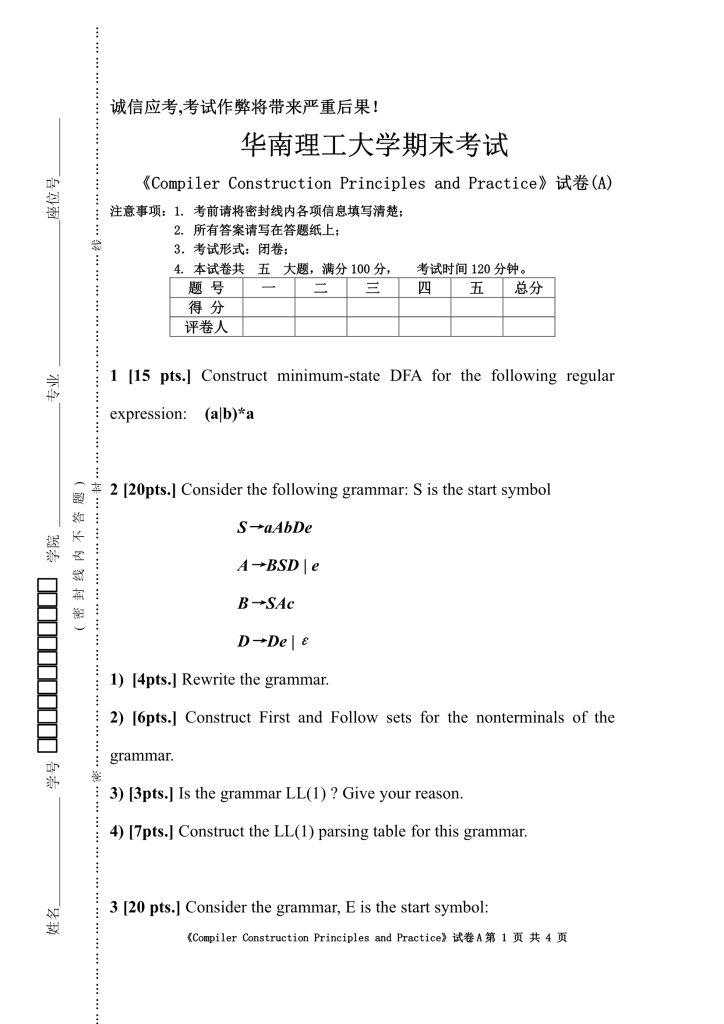 诚信应考,考试作弊将带来严重后果！
华南理工大学期末考试
《Compiler Construction Principles and Practice》试卷(A)
注意事项：1. 考前请将密封线内各项信息填写清楚；
2. 所有答案请写在答题纸上；
3．考试形式：闭卷；
4. 本试卷共 五 大题，满分 100 分， 考试时间 120 分钟。
题 号 一 二 三 四 五 总分
得 分
评卷人
1 [15 pts.] Construct minimum-state DFA for the following regular
expression: (a|b)*a
2 [20pts.] Consider the following grammar: S is the start symbol
S→aAbDe
A→BSD | e
B→SAc
D→De | ε
1) [4pts.] Rewrite the grammar.
2) [6pts.] Construct First and Follow sets for the nonterminals of the
grammar.
3) [3pts.] Is the grammar LL(1) ? Give your reason.
4) [7pts.] Construct the LL(1) parsing table for this grammar.
3 [20 pts.] Consider the grammar, E is the start symbol:
《Compiler Construction Principles and Practice》试卷 A 第 1 页 共 4 页
姓名 学号 学院 专业 座位号
( 密 封 线 内 不 答 题 )
密 封 线